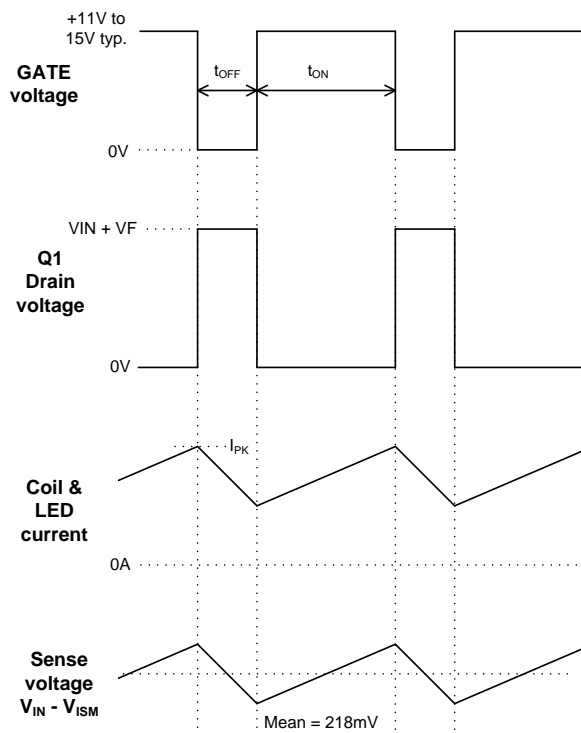 +11V to
15V typ.
GATE
voltage
tOFF
tON
0V
VIN + VF
Q1
Drain
voltage
0V
IPK
Coil &
LED
current
0A
Sense
voltage
VIN - VISM
Mean = 218mV